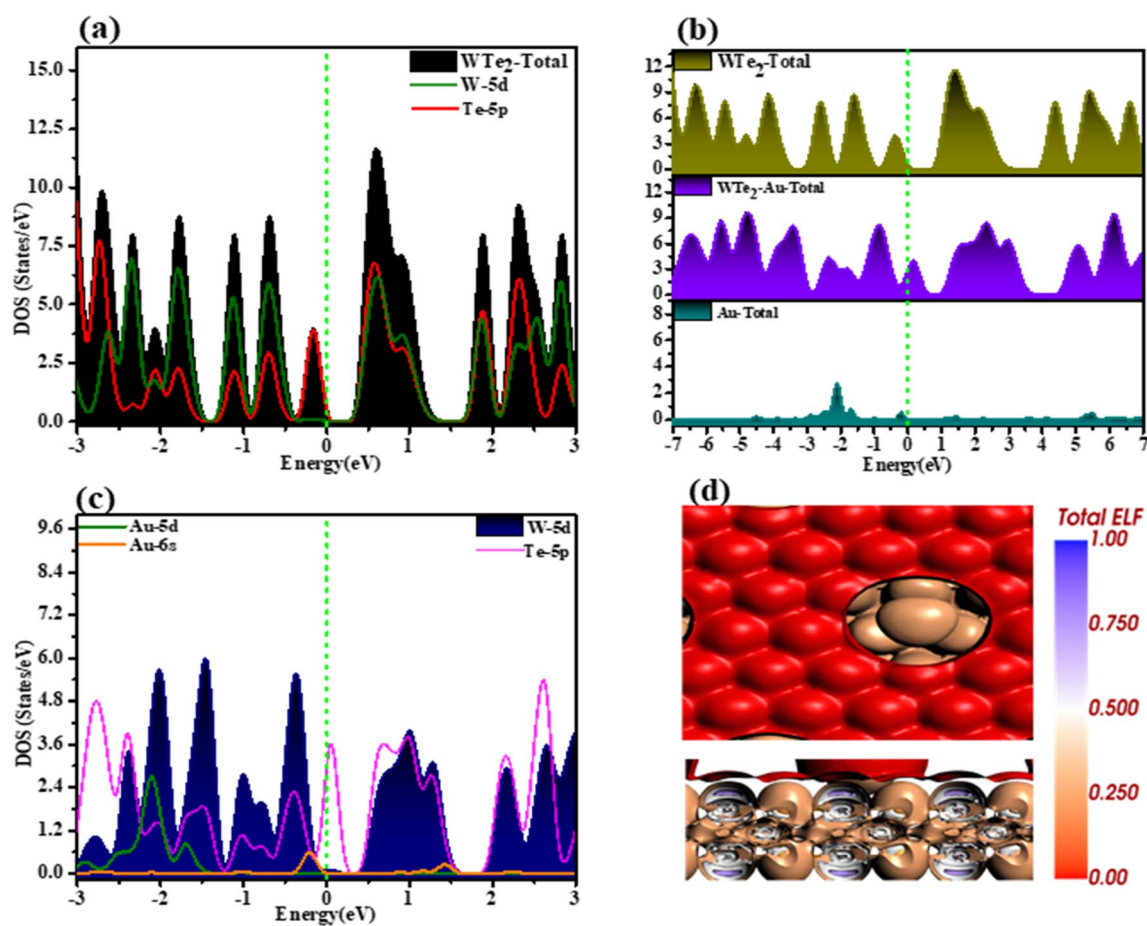 (a)
WTe2-Total
W-5d
Te-5p
15.0
12.5
10.0
7.5
5.0
2.5
0.0
DOS (States/eV)
-3 -2 -1 0 1 2 3
Energy(eV)
(b)
WTe2-Total
12
9
6
3
0
WTe2-Au-Total
12
9
6
3
0
Au-Total
8
6
4
2
0
-7 -6 -5 -4 -3 -2 -1 0 1 2 3 4 5 6 7
Energy(eV)
(c)
Au-5d
Au-6s
W-5d
Te-5p
9.6
8.4
7.2
6.0
4.8
3.6
2.4
1.2
0.0
DOS (States/eV)
-3 -2 -1 0 1 2 3
Energy(eV)
(d)
Total ELF
1.00
0.750
0.500
0.250
0.00